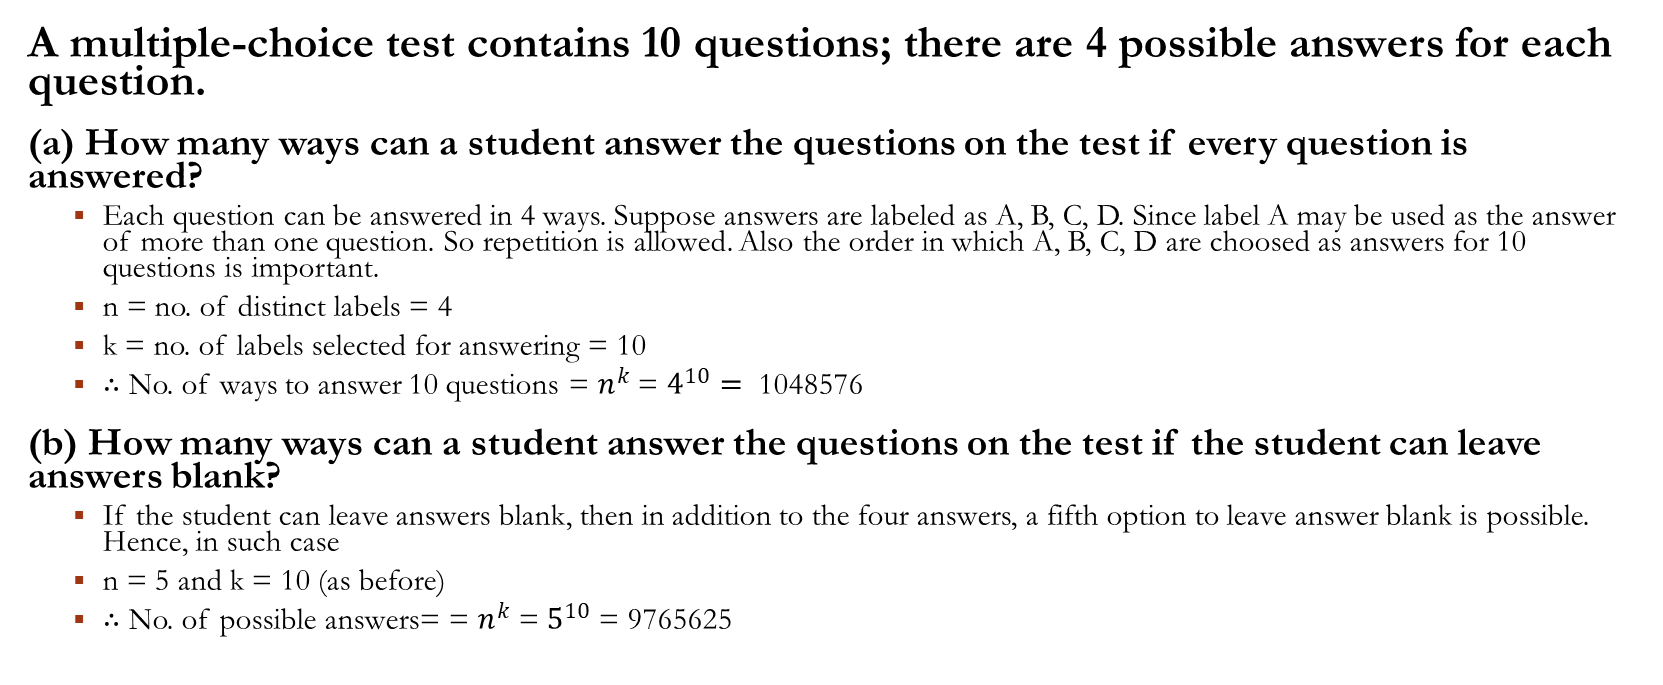 A multiple-choice test contains 10 questions; there are 4 possible answers for each
question.
(a) How many ways can a student answer the questions on the test if every question is
answered?
▪ Each question can be answered in 4 ways. Suppose answers are labeled as A, B, C, D. Since label A may be used as the answer
of more than one question. So repetition is allowed. Also the order in which A, B, C, D are choosed as answers for 10
questions is important.
▪ n = no. of distinct labels = 4
▪ k = no. of labels selected for answering = 10
▪ ∴ No. of ways to answer 10 questions = 𝑛ᵏ = 4¹⁰ = 1048576
(b) How many ways can a student answer the questions on the test if the student can leave
answers blank?
▪ If the student can leave answers blank, then in addition to the four answers, a fifth option to leave answer blank is possible.
Hence, in such case
▪ n = 5 and k = 10 (as before)
▪ ∴ No. of possible answers= = 𝑛ᵏ = 5¹⁰ = 9765625